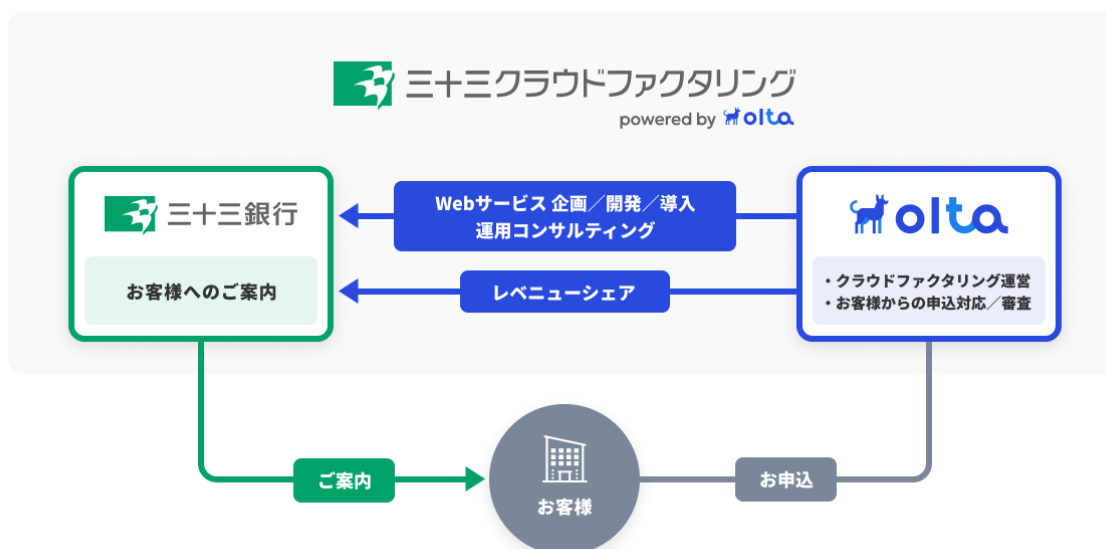 三十三クラウドファクタリング
powered by olta
三十三銀行
お客様へのご案内
Webサービス 企画／開発／導入
運用コンサルティング
レベニューシェア
olta
・クラウドファクタリング運営
・お客様からの申込対応／審査
ご案内
お客様
お申込